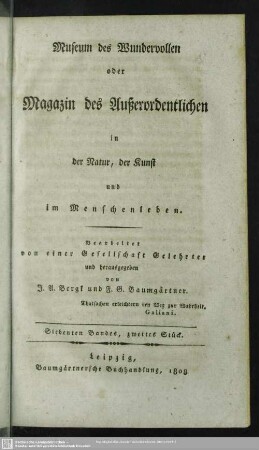 Museum des Wundervollen
oder
Magazin des Außerordentlichen
in
der Natur, der Kunst
und
im Menschenleben.
Bearbeitet
von einer Gesellschaft Gelehrter
und herausgegeben
von
J. A. Bergk und F. G. Baumgärtner.
Thatsachen erleichtern den Weg zur Wahrheit.
Galiani.
Siebenten Bandes, zweites Stück.
Leipzig,
Baumgärtnersche Buchhandlung, 1808